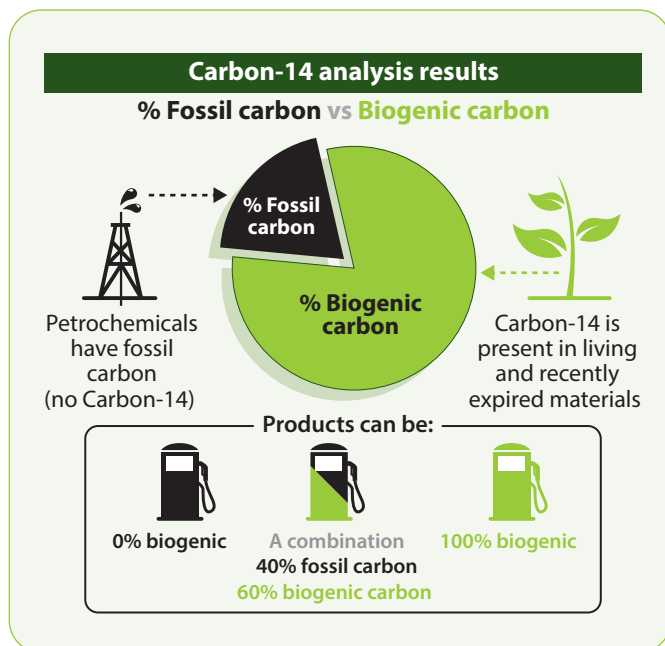 Carbon-14 analysis results
% Fossil carbon vs Biogenic carbon
% Fossil
carbon
% Biogenic
carbon
Petrochemicals
have fossil
carbon
(no Carbon-14)
Carbon-14 is
present in living
and recently
expired materials
Products can be:
0% biogenic
A combination
40% fossil carbon
60% biogenic carbon
100% biogenic